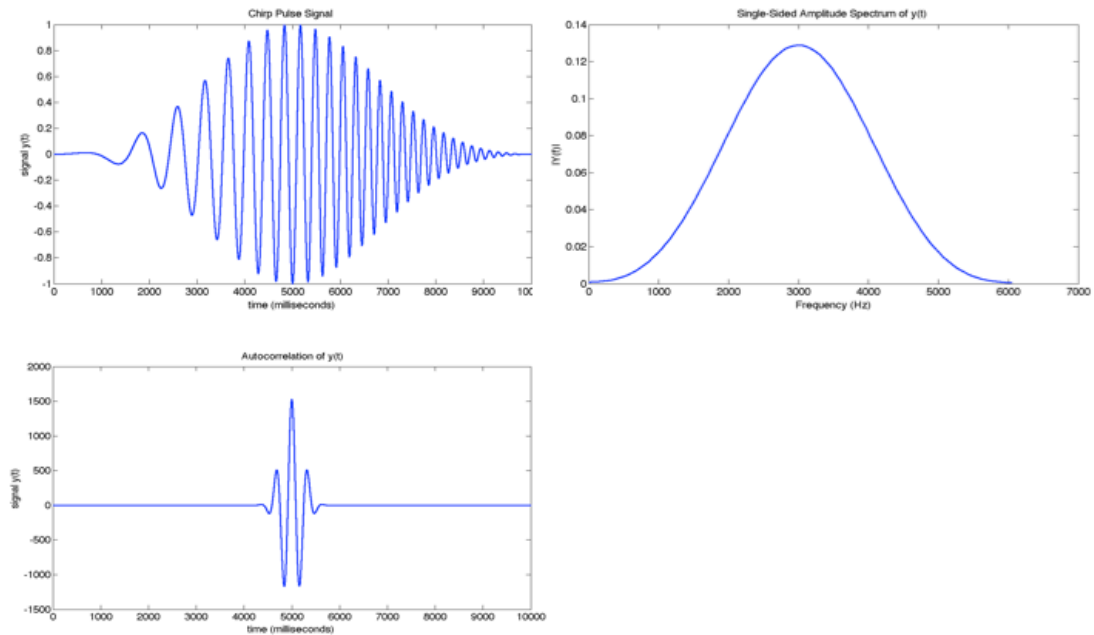 Chirp Pulse Signal
1
0.8
0.6
0.4
0.2
0
-0.2
-0.4
-0.6
-0.8
-1
signal y(t)
0 1000 2000 3000 4000 5000 6000 7000 8000 9000 100
time (milliseconds)
Single-Sided Amplitude Spectrum of y(t)
0.14
0.12
0.1
0.08
0.06
0.04
0.02
0
|Y(f)|
0 1000 2000 3000 4000 5000 6000 7000
Frequency (Hz)
Autocorrelation of y(t)
2000
1500
1000
500
0
-500
-1000
-1500
signal y(t)
0 1000 2000 3000 4000 5000 6000 7000 8000 9000 10000
time (milliseconds)